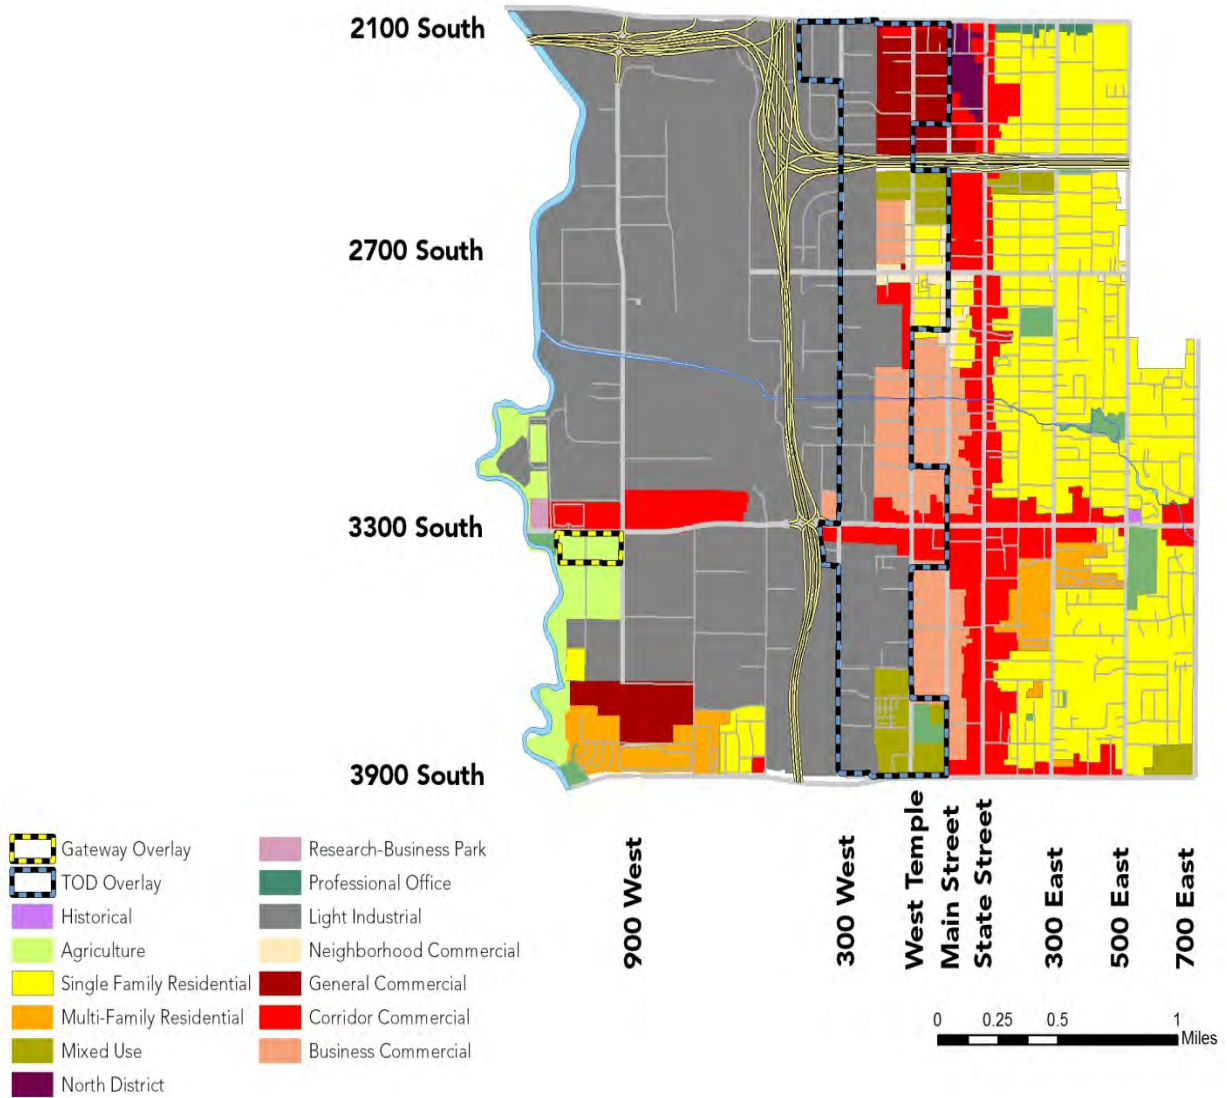 2100 South
2700 South
3300 South
3900 South
900 West
300 West
West Temple
Main Street
State Street
300 East
500 East
700 East
Gateway Overlay
TOD Overlay
Historical
Agriculture
Single Family Residential
Multi-Family Residential
Mixed Use
North District
Research-Business Park
Professional Office
Light Industrial
Neighborhood Commercial
General Commercial
Corridor Commercial
Business Commercial
0 0.25 0.5 1
Miles